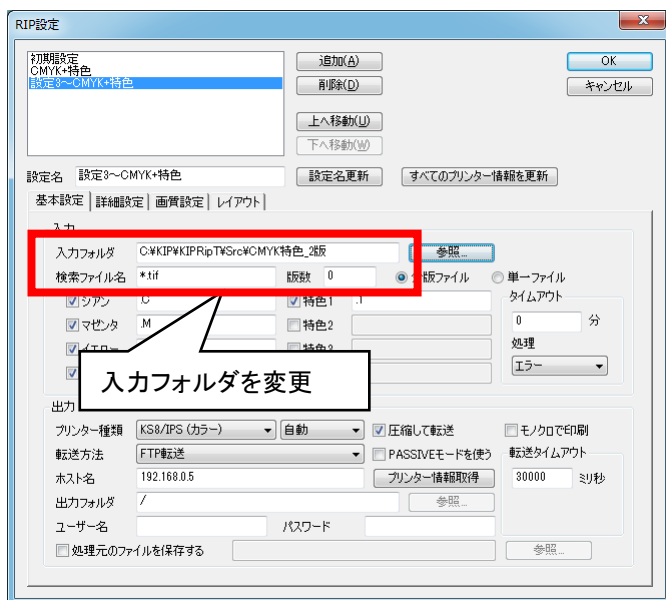 RIP設定
初期設定
CMYK+特色
設定3～CMYK+特色
追加(A)
削除(D)
上へ移動(U)
下へ移動(W)
OK
キャンセル
設定名 設定3～CMYK+特色 設定名更新 すべてのプリンター情報を更新
基本設定 詳細設定 画質設定 レイアウト
入力
入力フォルダ C:¥KIP¥KIPRipT¥Src¥CMYK特色_2版 参照...
検索ファイル名 *.tif 版数 0 版ファイル 単一ファイル
シアン .C 特色1 .1 タイムアウト
マゼンタ .M 特色2 0 分
処理
エラー
入力フォルダを変更
出力
プリンター種類 KS8/IPS (カラー) 自動 圧縮して転送 モノクロで印刷
転送方法 FTP転送 PASSIVEモードを使う 転送タイムアウト
ホスト名 192.168.0.5 プリンター情報取得 30000 ミリ秒
出力フォルダ / 参照...
ユーザー名 パスワード
処理元のファイルを保存する 参照...